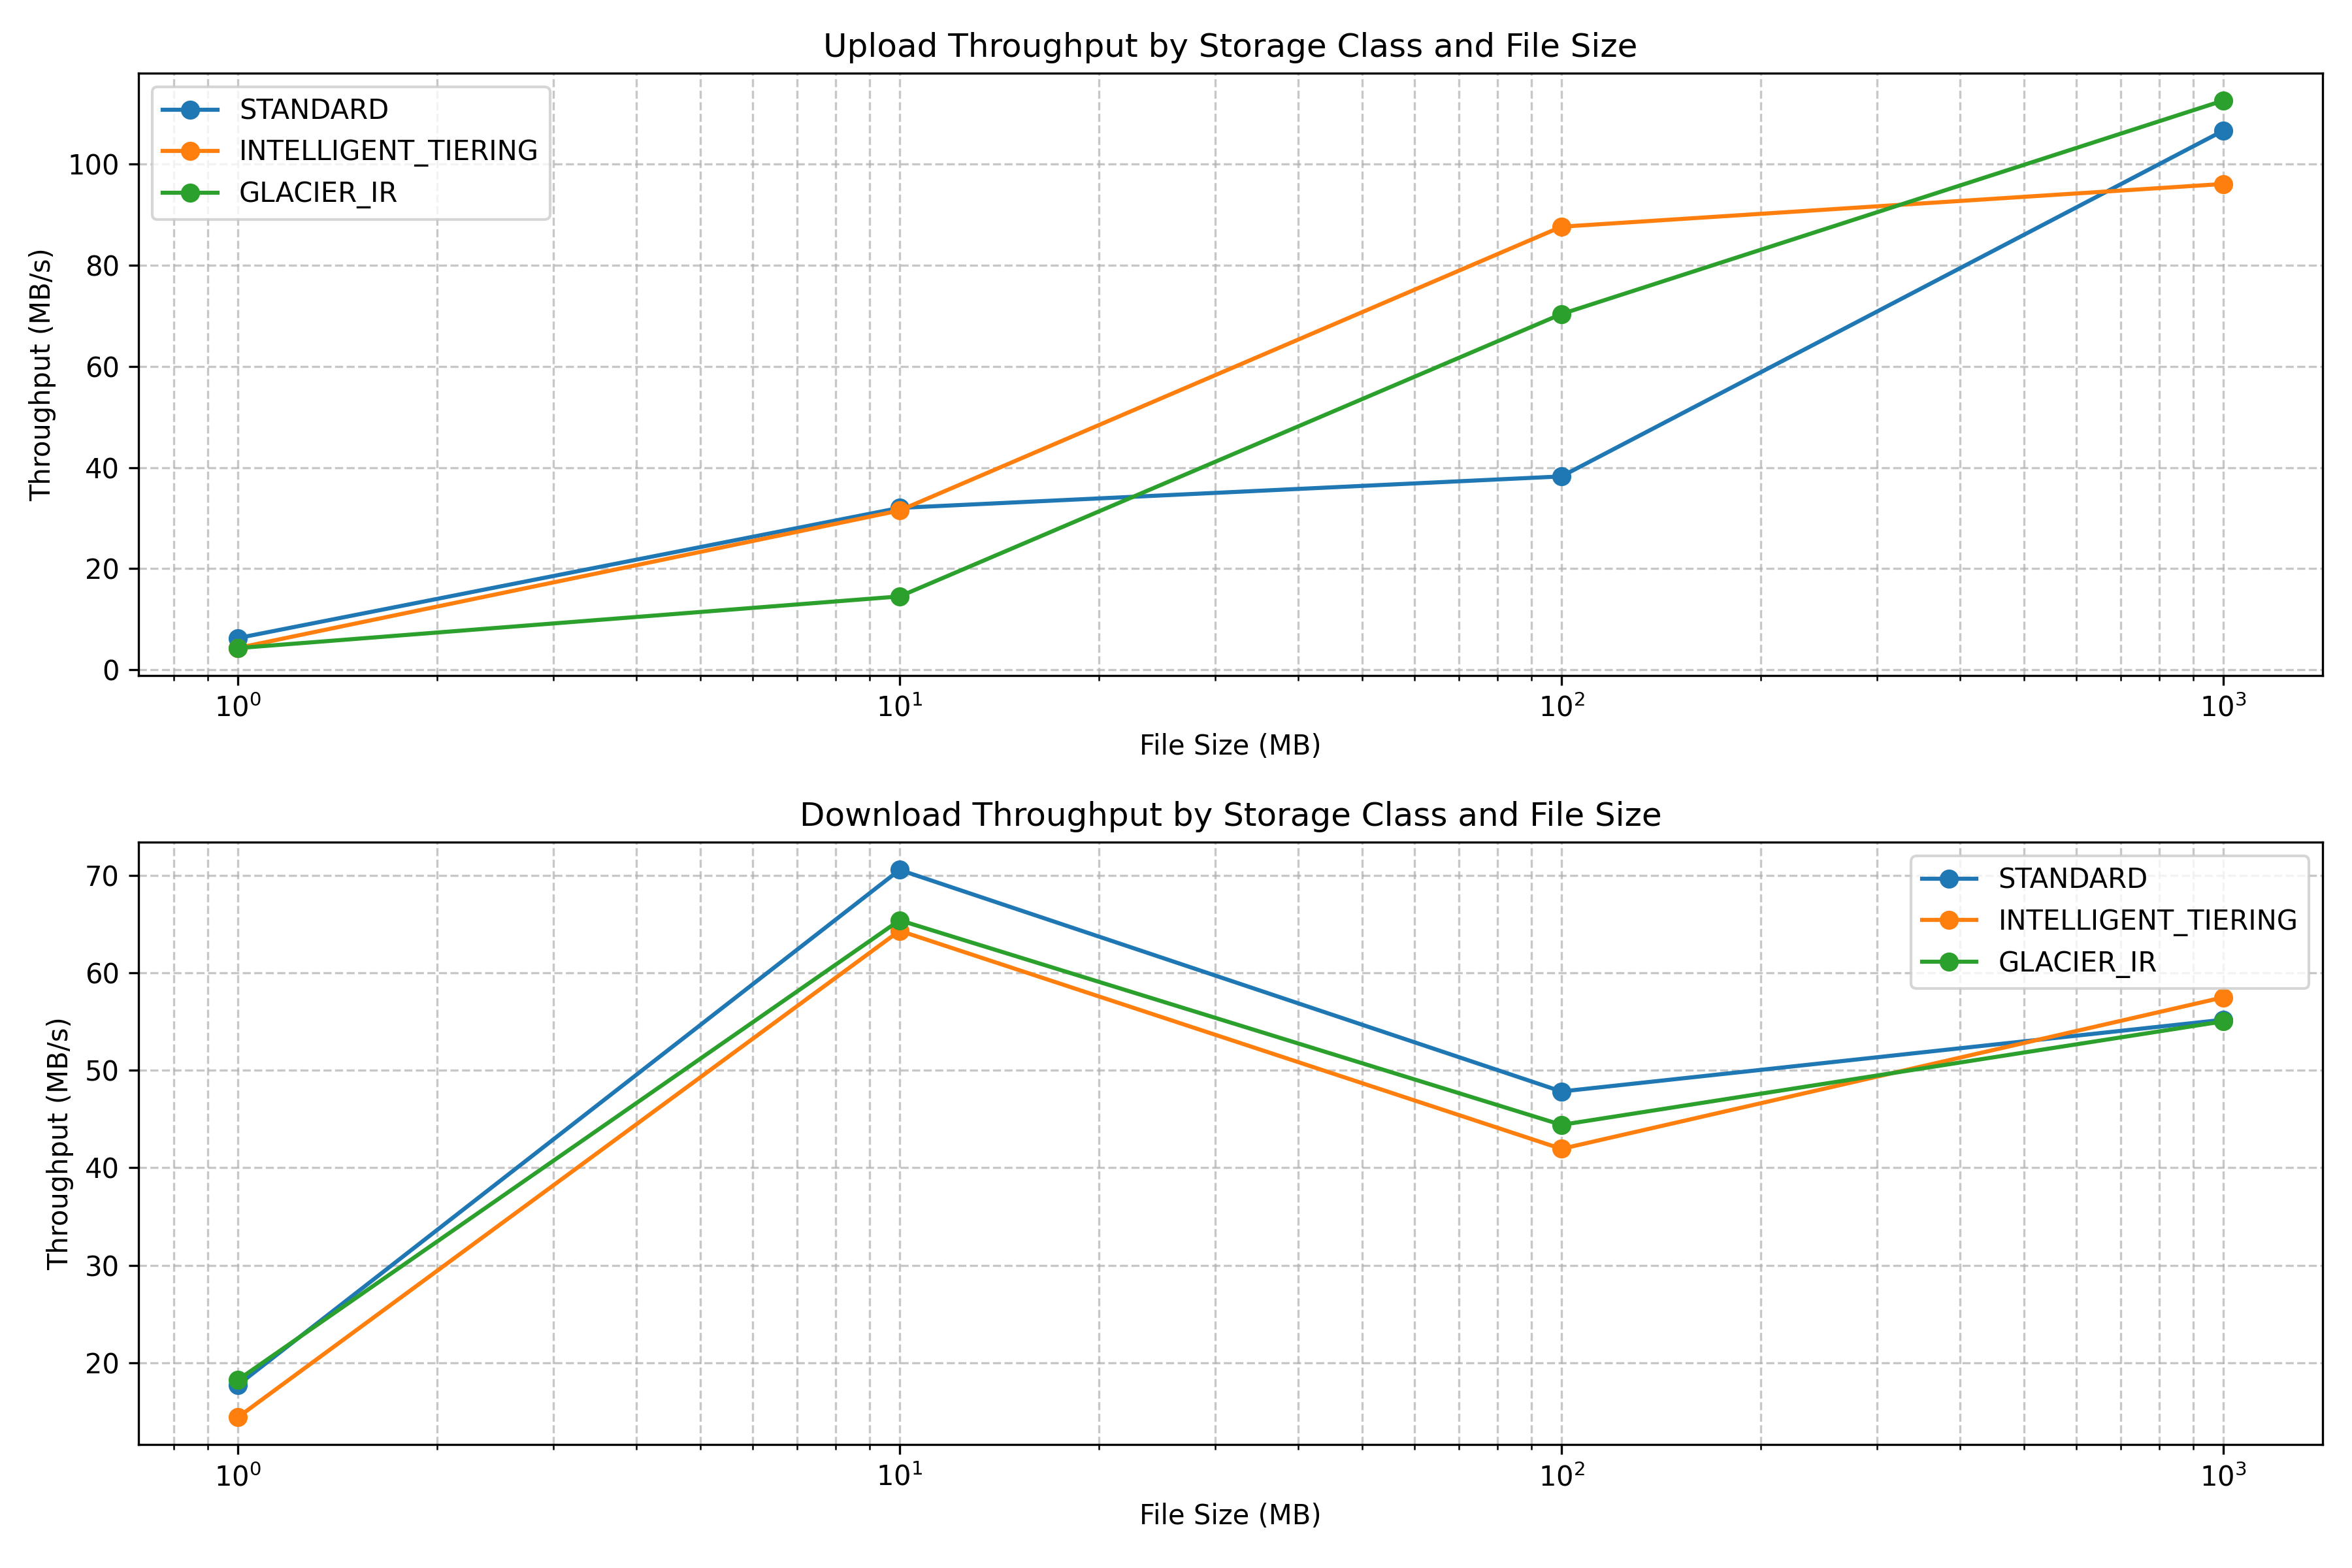 Upload Throughput by Storage Class and File Size
STANDARD
INTELLIGENT_TIERING
GLACIER_IR
Throughput (MB/s)
100
80
60
40
20
0
10⁰
10¹
10²
10³
File Size (MB)
Download Throughput by Storage Class and File Size
STANDARD
INTELLIGENT_TIERING
GLACIER_IR
Throughput (MB/s)
70
60
50
40
30
20
10⁰
10¹
10²
10³
File Size (MB)